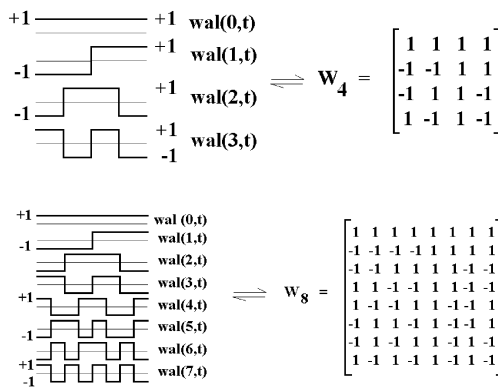 +1 +1 wal(0,t)
-1 +1 wal(1,t)
-1 +1 wal(2,t)
+1 -1 wal(3,t)
W4 =
1 1 1 1
-1 -1 1 1
-1 1 1 -1
1 -1 1 -1
+1 wal (0,t)
-1 wal(1,t)
wal(2,t)
wal(3,t)
+1 wal(4,t)
-1 wal(5,t)
wal(6,t)
+1 -1 wal(7,t)
W8 =
1 1 1 1 1 1 1 1
-1 -1 -1 -1 1 1 1 1
-1 -1 1 1 1 1 -1 -1
1 1 -1 -1 1 1 -1 -1
1 -1 -1 1 1 -1 -1 1
-1 1 1 -1 1 -1 -1 1
-1 1 -1 1 1 -1 1 -1
1 -1 1 -1 1 -1 1 -1